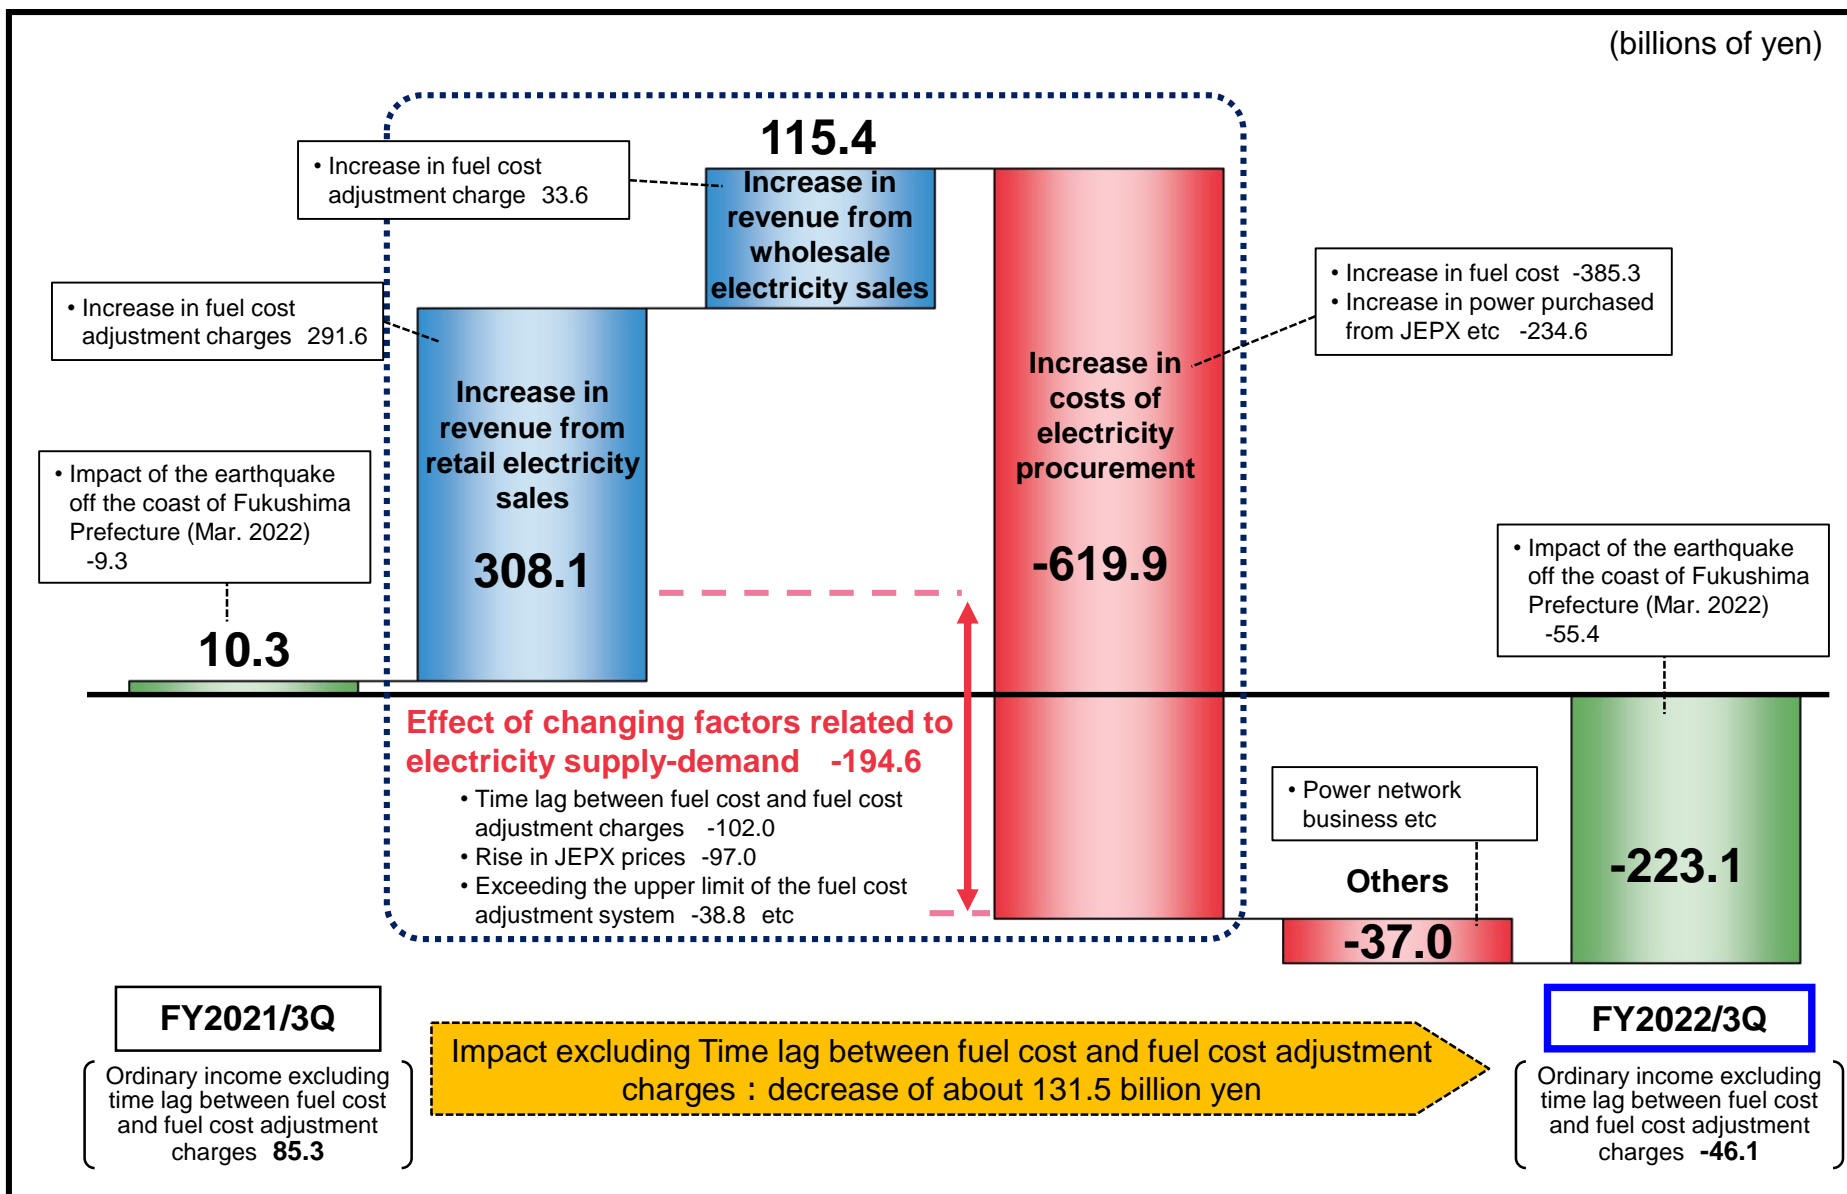 (billions of yen)
115.4
• Increase in fuel cost
adjustment charge 33.6
Increase in
revenue from
wholesale
electricity sales
• Increase in fuel cost
adjustment charges 291.6
• Increase in fuel cost -385.3
• Increase in power purchased
from JEPX etc -234.6
Increase in
revenue from
retail electricity
sales
308.1
Increase in
costs of
electricity
procurement
-619.9
• Impact of the earthquake
off the coast of Fukushima
Prefecture (Mar. 2022)
-9.3
10.3
• Impact of the earthquake
off the coast of Fukushima
Prefecture (Mar. 2022)
-55.4
Effect of changing factors related to
electricity supply-demand -194.6
• Time lag between fuel cost and fuel cost
adjustment charges -102.0
• Rise in JEPX prices -97.0
• Exceeding the upper limit of the fuel cost
adjustment system -38.8 etc
• Power network
business etc
Others
-37.0
-223.1
FY2021/3Q
Ordinary income excluding
time lag between fuel cost
and fuel cost adjustment
charges 85.3
Impact excluding Time lag between fuel cost and fuel cost adjustment
charges：decrease of about 131.5 billion yen
FY2022/3Q
Ordinary income excluding
time lag between fuel cost
and fuel cost adjustment
charges -46.1